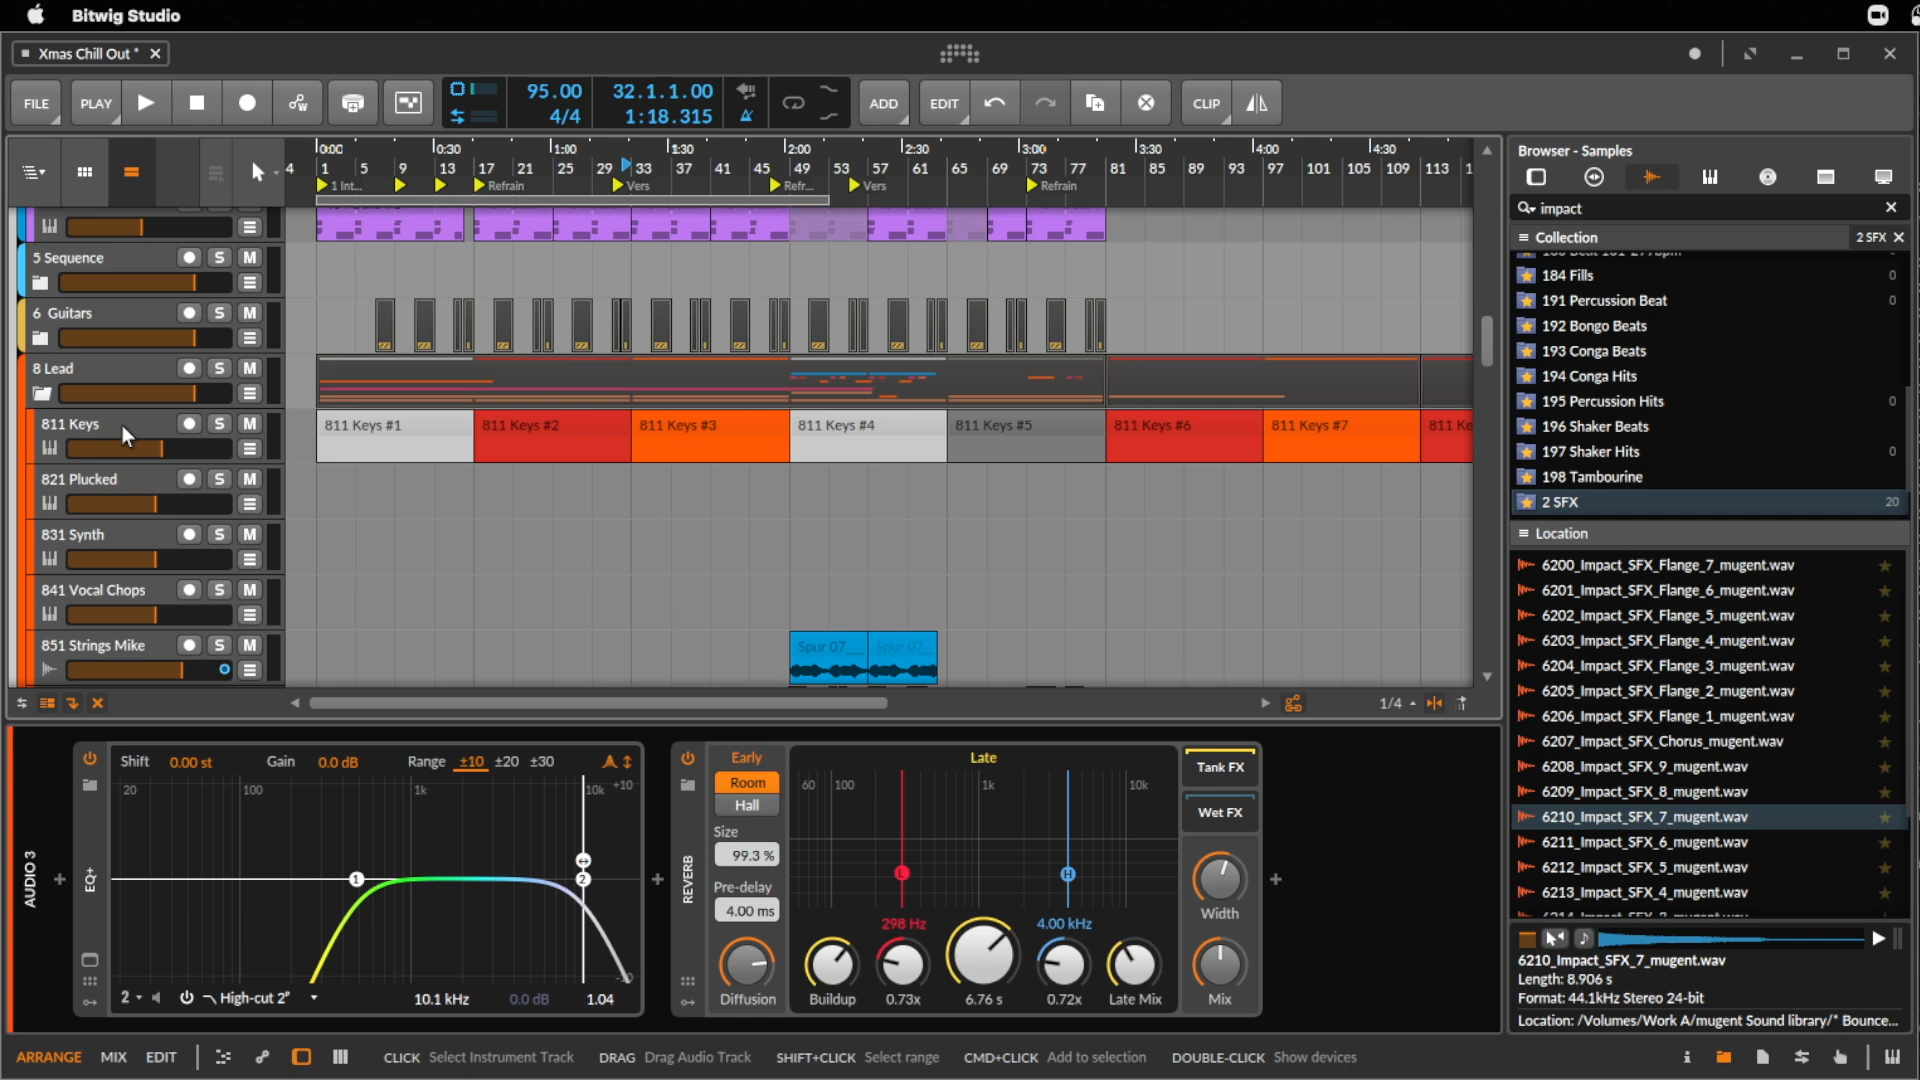 Bitwig Studio
Xmas Chill Out *
FILE PLAY 95.00 4/4 32.1.1.00 1:18.315 ADD EDIT CLIP
0:00 0:30 1:00 1:30 2:00 2:30 3:00 3:30 4:00 4:30
4 1 5 9 13 17 21 25 29 33 37 41 45 49 53 57 61 65 69 73 77 81 85 89 93 97 101 105 109 113
1 Int... Refrain Vers Refr... Vers Refrain
5 Sequence S M
6 Guitars S M
8 Lead S M
811 Keys S M
811 Keys #1 811 Keys #2 811 Keys #3 811 Keys #4 811 Keys #5 811 Keys #6 811 Keys #7 811 Ke
821 Plucked S M
831 Synth S M
841 Vocal Chops S M
851 Strings Mike S M
Spur 07_ Spur 07_
1/4
Browser - Samples
impact
Collection 2 SFX
184 Fills 0
191 Percussion Beat 0
192 Bongo Beats
193 Conga Beats
194 Conga Hits
195 Percussion Hits 0
196 Shaker Beats
197 Shaker Hits 0
198 Tambourine
2 SFX 20
Location
6200_Impact_SFX_Flange_7_mugent.wav
6201_Impact_SFX_Flange_6_mugent.wav
6202_Impact_SFX_Flange_5_mugent.wav
6203_Impact_SFX_Flange_4_mugent.wav
6204_Impact_SFX_Flange_3_mugent.wav
6205_Impact_SFX_Flange_2_mugent.wav
6206_Impact_SFX_Flange_1_mugent.wav
6207_Impact_SFX_Chorus_mugent.wav
6208_Impact_SFX_9_mugent.wav
6209_Impact_SFX_8_mugent.wav
6210_Impact_SFX_7_mugent.wav
6211_Impact_SFX_6_mugent.wav
6212_Impact_SFX_5_mugent.wav
6213_Impact_SFX_4_mugent.wav
6210_Impact_SFX_7_mugent.wav
Length: 8.906 s
Format: 44.1kHz Stereo 24-bit
Location: /Volumes/Work A/mugent Sound library/* Bounce...
AUDIO 3
EQ+
Shift 0.00 st Gain 0.0 dB Range ±10 ±20 ±30
20 100 1k 10k +10
1 2
2 High-cut 2 10.1 kHz 0.0 dB 1.04
REVERB
Early
Room
Hall
Size
99.3 %
Pre-delay
4.00 ms
Diffusion
Late
60 100 1k 10k
L H
298 Hz 4.00 kHz
Buildup 0.73x 6.76 s 0.72x Late Mix
Tank FX
Wet FX
Width
Mix
ARRANGE MIX EDIT CLICK Select Instrument Track DRAG Drag Audio Track SHIFT+CLICK Select range CMD+CLICK Add to selection DOUBLE-CLICK Show devices